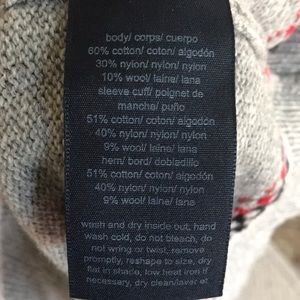 body/ corps/ cuerpo
60% cotton/ coton/ algodón
30% nylon/ nylon/ nylon
10% wool/ laine/ lana
sleeve cuff/ poignet de
manche/ puño
51% cotton/ coton/ algodón
40% nylon/ nylon/ nylon
9% wool/ laine/ lana
hem/ bord/ dobladillo
51% cotton/ coton/ algodón
40% nylon/ nylon/ nylon
9% wool/ laine/ lana
wash and dry inside out, hand
wash cold, do not bleach, do
not wring or twist, remove
promptly, reshape to size, dry
flat in shade, low heat iron if
necessary, dry clean/laver et